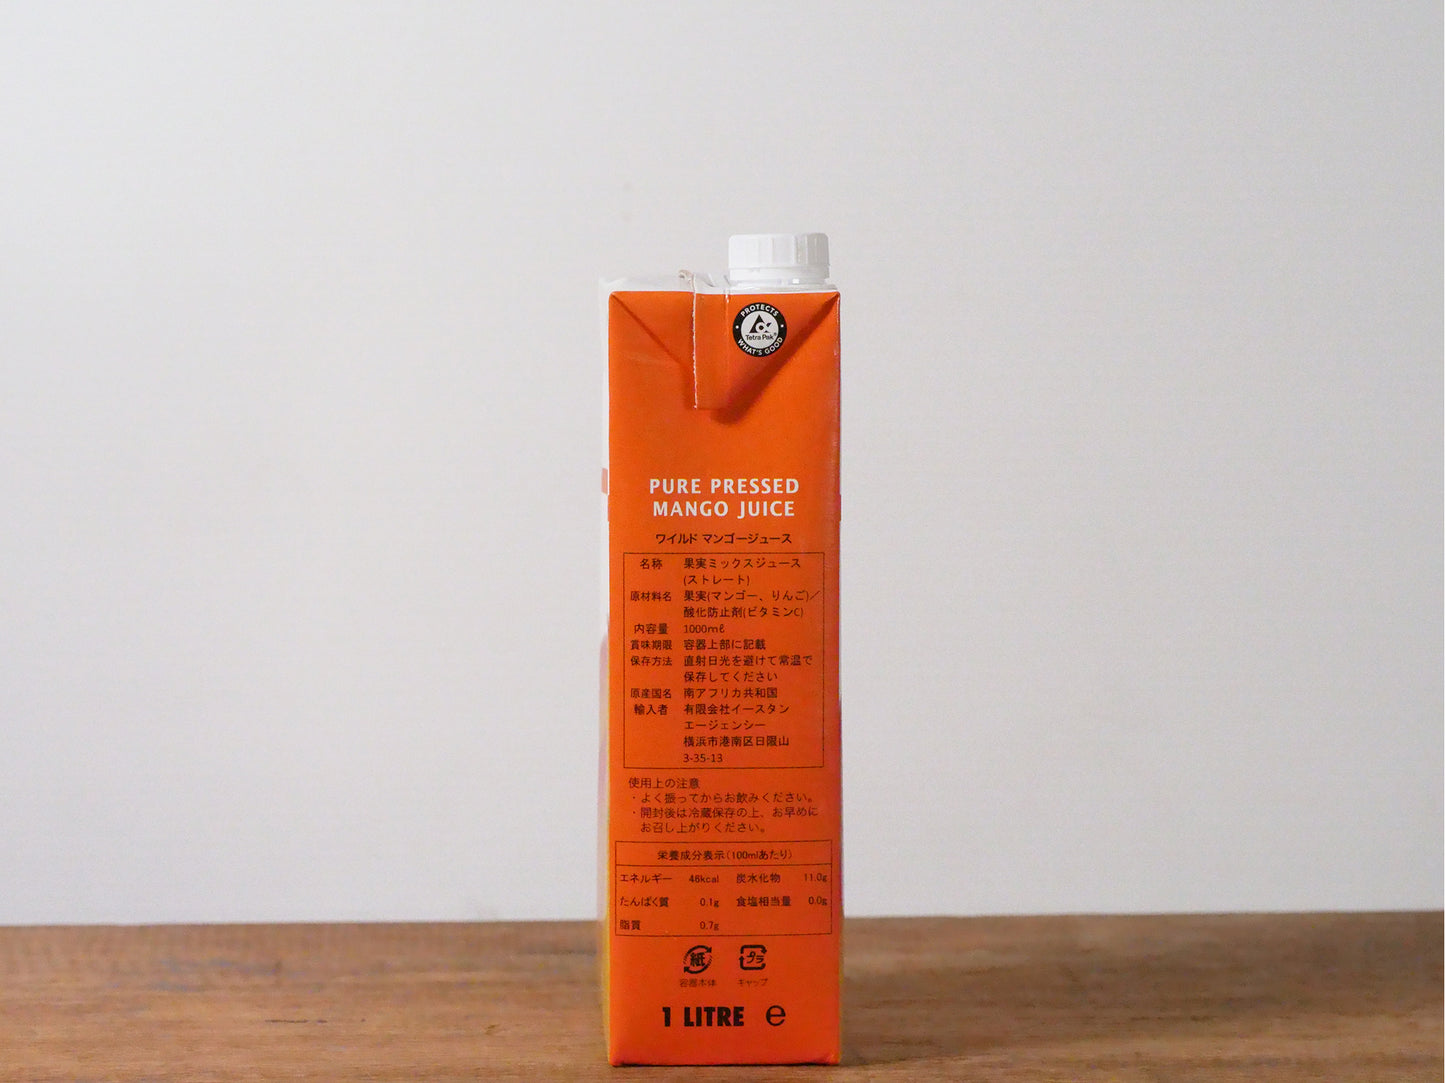 PROTECTS
Tetra Pak®
WHAT'S GOOD
PURE PRESSED
MANGO JUICE
ワイルド マンゴージュース
名称 果実ミックスジュース
(ストレート)
原材料名 果実(マンゴー、りんご)／
酸化防止剤(ビタミンC)
内容量 1000mℓ
賞味期限 容器上部に記載
保存方法 直射日光を避けて常温で
保存してください
原産国名 南アフリカ共和国
輸入者 有限会社イースタン
エージェンシー
横浜市港南区日限山
3-35-13
使用上の注意
・よく振ってからお飲みください。
・開封後は冷蔵保存の上、お早めに
お召し上がりください。
栄養成分表示(100mlあたり)
エネルギー 46kcal 炭水化物 11.0g
たんぱく質 0.1g 食塩相当量 0.0g
脂質 0.7g
紙 プラ
容器本体 キャップ
1 LITRE ℮